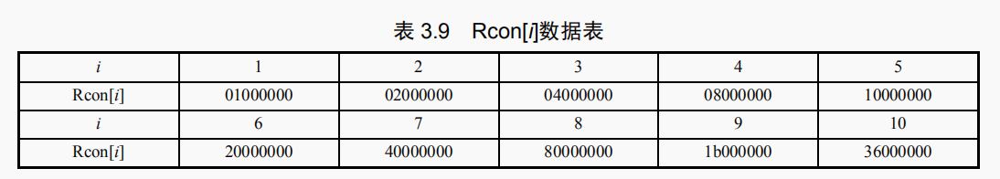 表 3.9 Rcon[i]数据表
i 1 2 3 4 5
Rcon[i] 01000000 02000000 04000000 08000000 10000000
i 6 7 8 9 10
Rcon[i] 20000000 40000000 80000000 1b000000 36000000